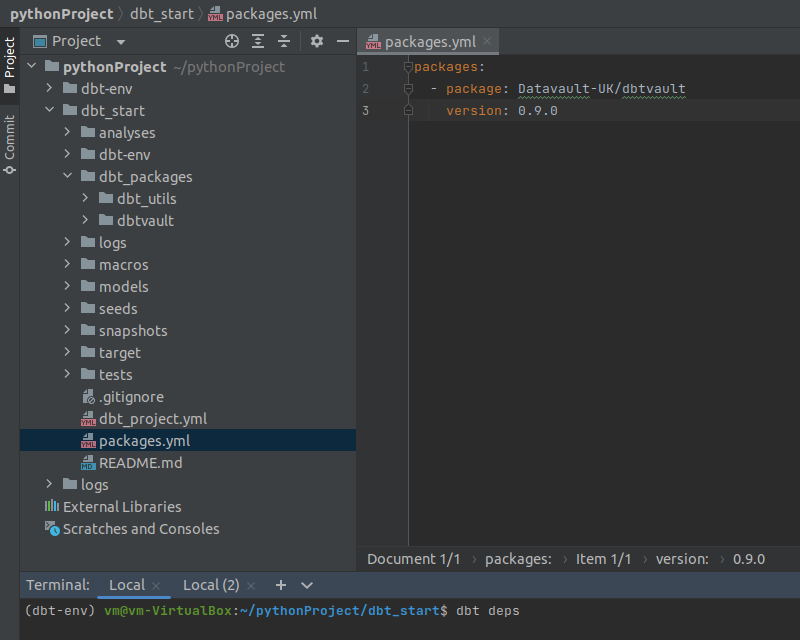 pythonProject dbt_start packages.yml
Project
Commit
Project
packages.yml
pythonProject ~/pythonProject
dbt-env
dbt_start
analyses
dbt-env
dbt_packages
dbt_utils
dbtvault
logs
macros
models
seeds
snapshots
target
tests
.gitignore
dbt_project.yml
packages.yml
README.md
logs
External Libraries
Scratches and Consoles
1 packages:
2 - package: Datavault-UK/dbtvault
3 version: 0.9.0
Document 1/1 › packages: › Item 1/1 › version: › 0.9.0
Terminal: Local × Local (2) × +
(dbt-env) vm@vm-VirtualBox:~/pythonProject/dbt_start$ dbt deps